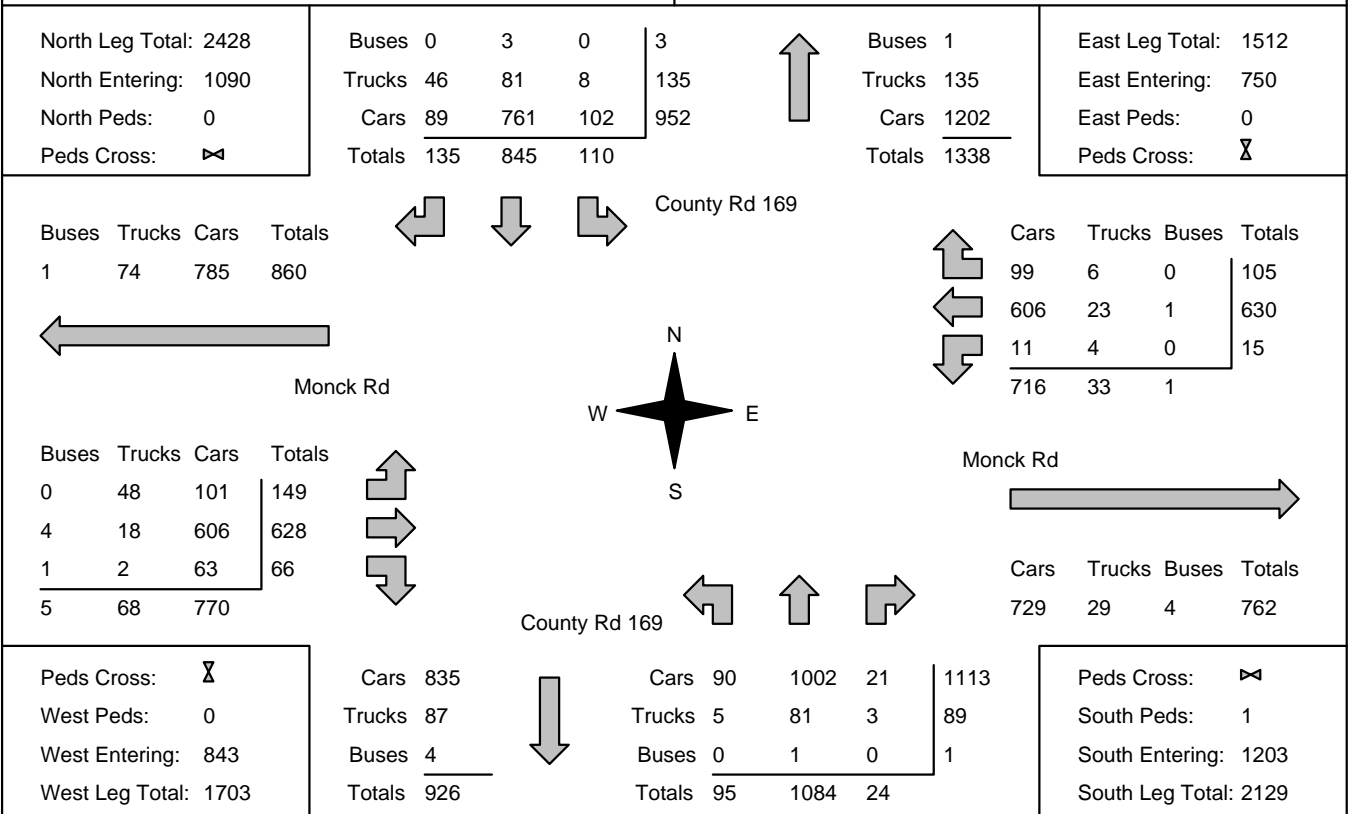 North Leg Total: 2428
North Entering: 1090
North Peds: 0
Peds Cross:
Buses 0 3 0 3
Trucks 46 81 8 135
Cars 89 761 102 952
Totals 135 845 110
Buses 1
Trucks 135
Cars 1202
Totals 1338
East Leg Total: 1512
East Entering: 750
East Peds: 0
Peds Cross:
County Rd 169
Buses Trucks Cars Totals
1 74 785 860
Cars Trucks Buses Totals
99 6 0 105
606 23 1 630
11 4 0 15
716 33 1
Monck Rd
N
W E
S
Buses Trucks Cars Totals
0 48 101 149
4 18 606 628
1 2 63 66
5 68 770
Monck Rd
Cars Trucks Buses Totals
729 29 4 762
County Rd 169
Peds Cross:
West Peds: 0
West Entering: 843
West Leg Total: 1703
Cars 835
Trucks 87
Buses 4
Totals 926
Cars 90 1002 21 1113
Trucks 5 81 3 89
Buses 0 1 0 1
Totals 95 1084 24
Peds Cross:
South Peds: 1
South Entering: 1203
South Leg Total: 2129